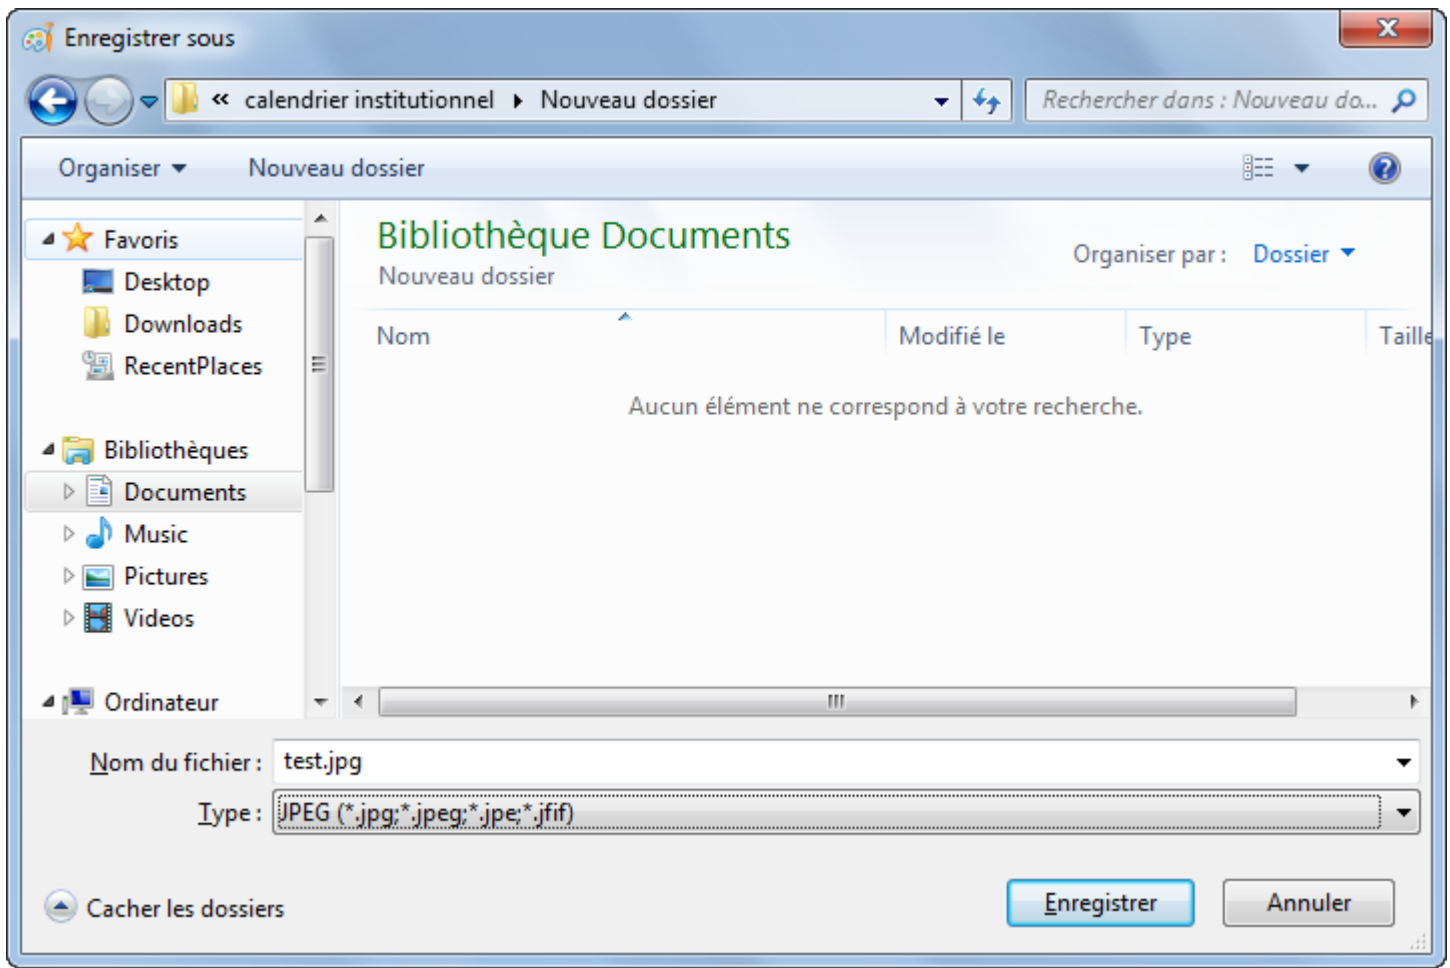 Enregistrer sous
« calendrier institutionnel Nouveau dossier
Rechercher dans : Nouveau do...
Organiser Nouveau dossier
Favoris
Desktop
Downloads
RecentPlaces
Bibliothèques
Documents
Music
Pictures
Videos
Ordinateur
Bibliothèque Documents
Nouveau dossier
Organiser par : Dossier
Nom Modifié le Type Taille
Aucun élément ne correspond à votre recherche.
Nom du fichier : test.jpg
Type : JPEG (*.jpg;*.jpeg;*.jpe;*.jfif)
Cacher les dossiers
Enregistrer Annuler